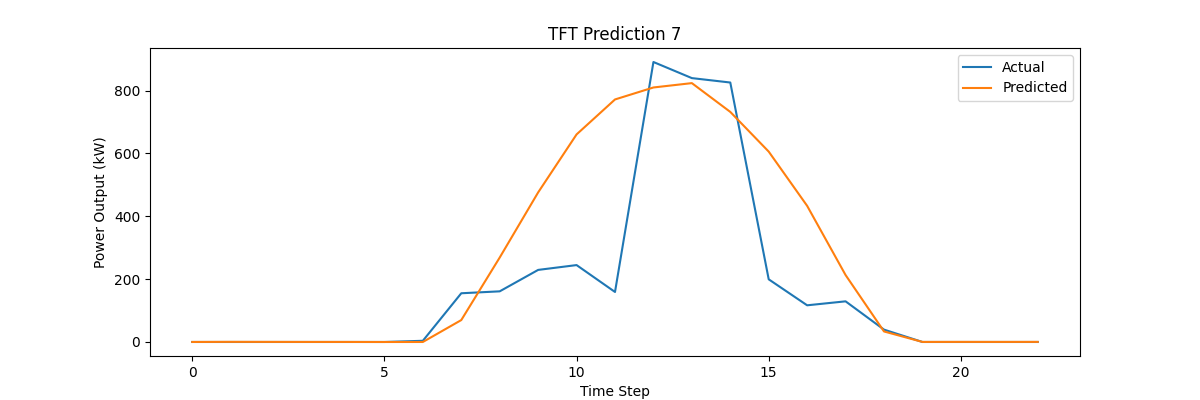 TFT Prediction 7
Actual
Predicted
Power Output (kW)
800
600
400
200
0
0 5 10 15 20
Time Step